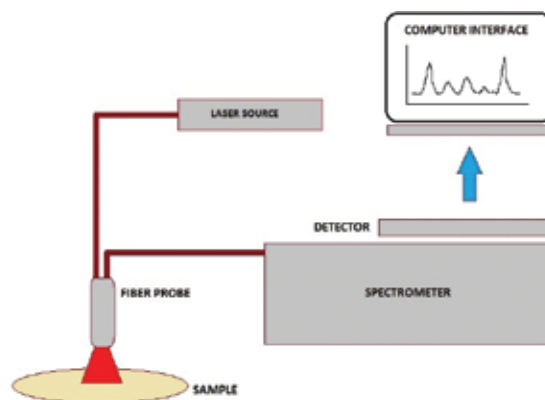 COMPUTER INTERFACE
LASER SOURCE
DETECTOR
FIBER PROBE
SPECTROMETER
SAMPLE